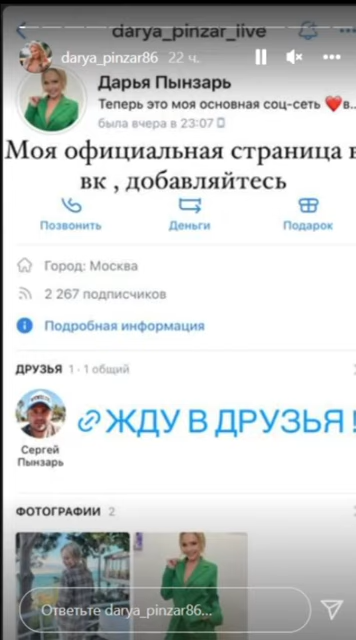 darya_pinzar_live
darya_pinzar86 22 ч.
Дарья Пынзарь
Теперь это моя основная соц-сеть ❤️в..
была вчера в 23:07
Моя официальная страница в
вк , добавляйтесь
Позвонить Деньги Подарок
Город: Москва
2 267 подписчиков
Подробная информация
ДРУЗЬЯ 1 · 1 общий
ЖДУ В ДРУЗЬЯ !
Сергей
Пынзарь
ФОТОГРАФИИ 2
Ответьте darya_pinzar86...